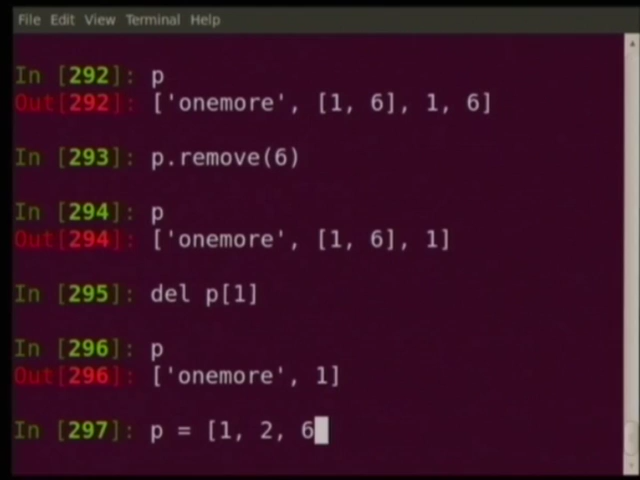 File Edit View Terminal Help
In [292]: p
Out[292]: ['onemore', [1, 6], 1, 6]
In [293]: p.remove(6)
In [294]: p
Out[294]: ['onemore', [1, 6], 1]
In [295]: del p[1]
In [296]: p
Out[296]: ['onemore', 1]
In [297]: p = [1, 2, 6